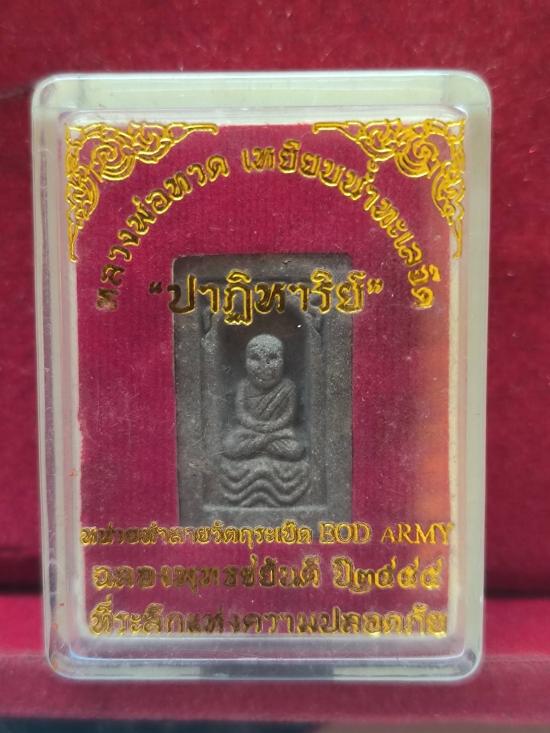 หลวงพ่อทวด เหยียบน้ำทะเลจืด
"ปาฏิหาริย์"
หน่วยทำลายวัตถุระเบิด EOD ARMY
ฉลองพุทธชยันตี ปี๒๕๕๕
ที่ระลึกแห่งความปลอดภัย